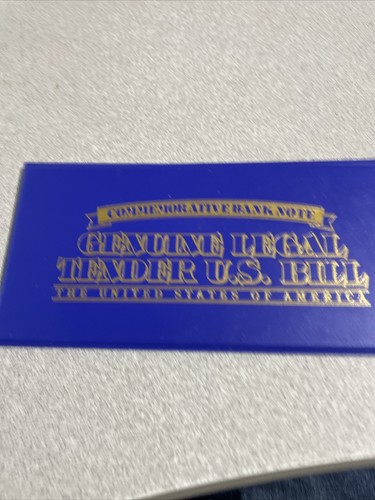 COMMEMORATIVE BANK NOTE
GENUINE LEGAL
TENDER U.S. BILL
THE UNITED STATES OF AMERICA